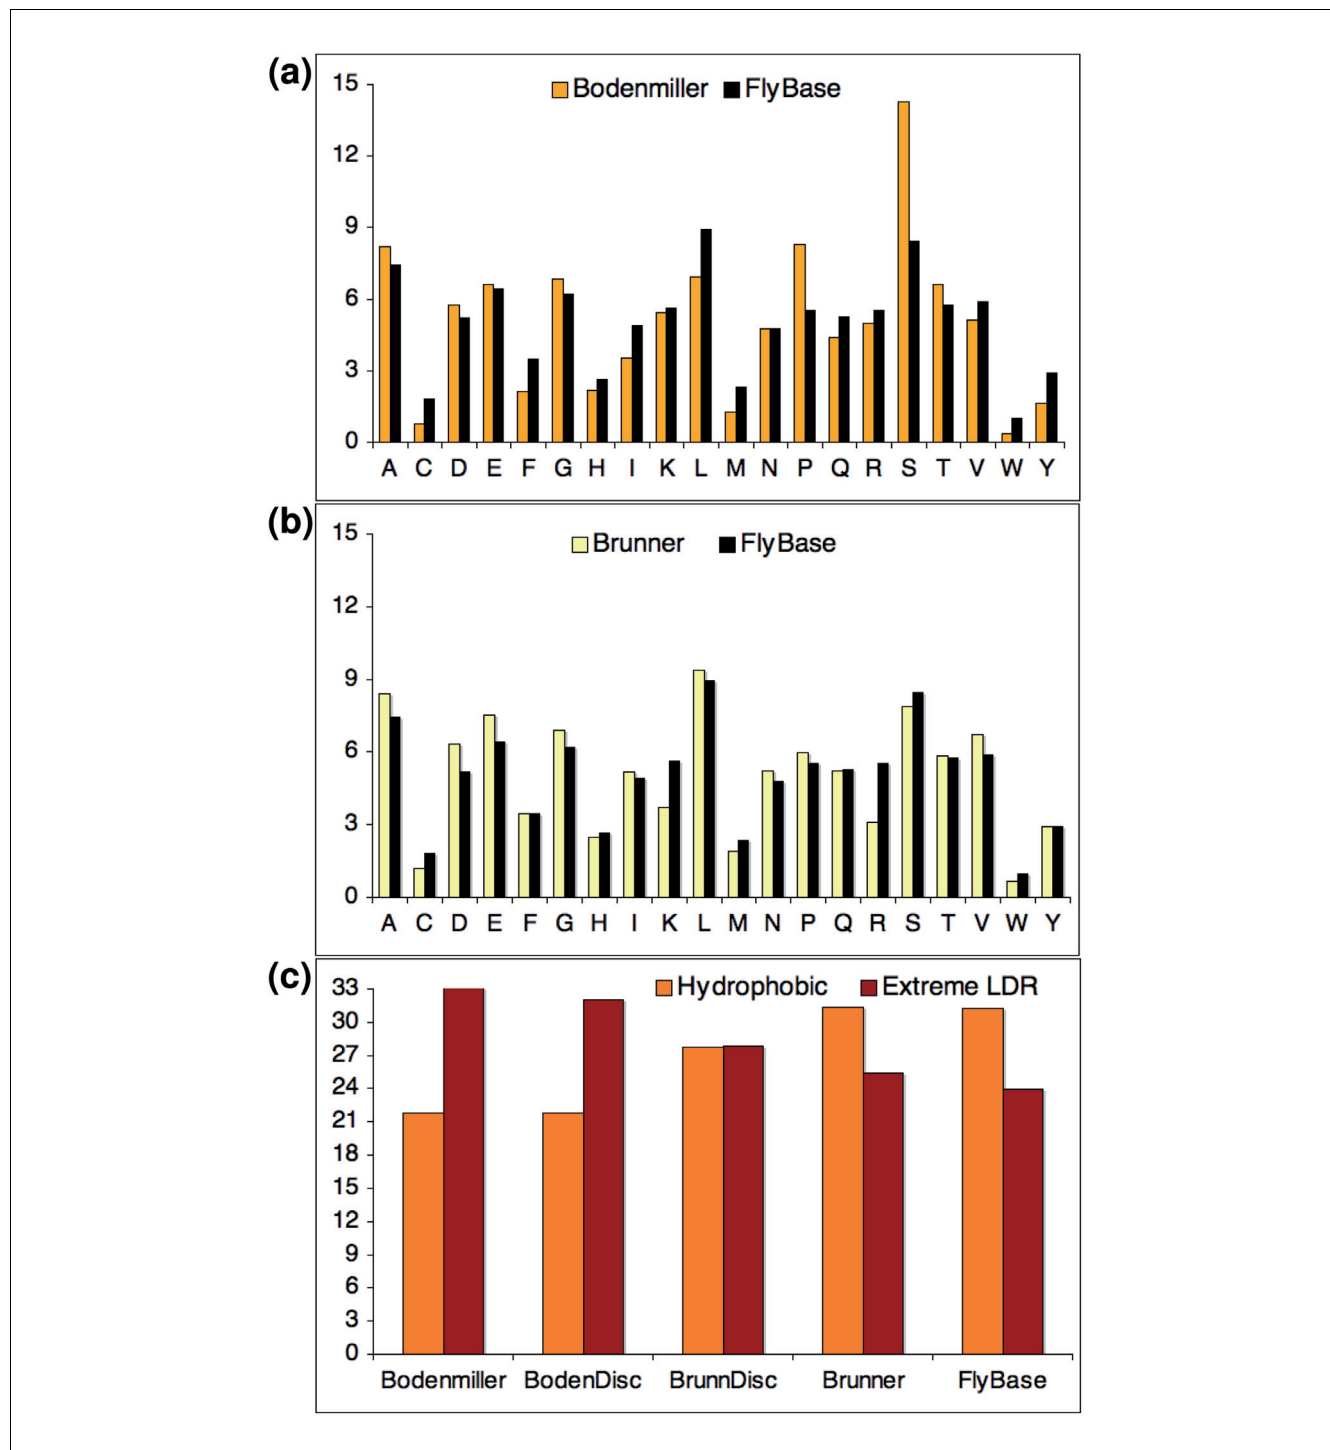 (a)
15
Bodenmiller FlyBase
12
9
6
3
0
A C D E F G H I K L M N P Q R S T V W Y
(b)
15
Brunner FlyBase
12
9
6
3
0
A C D E F G H I K L M N P Q R S T V W Y
(c)
33 Hydrophobic Extreme LDR
30
27
24
21
18
15
12
9
6
3
0
Bodenmiller BodenDisc BrunnDisc Brunner FlyBase